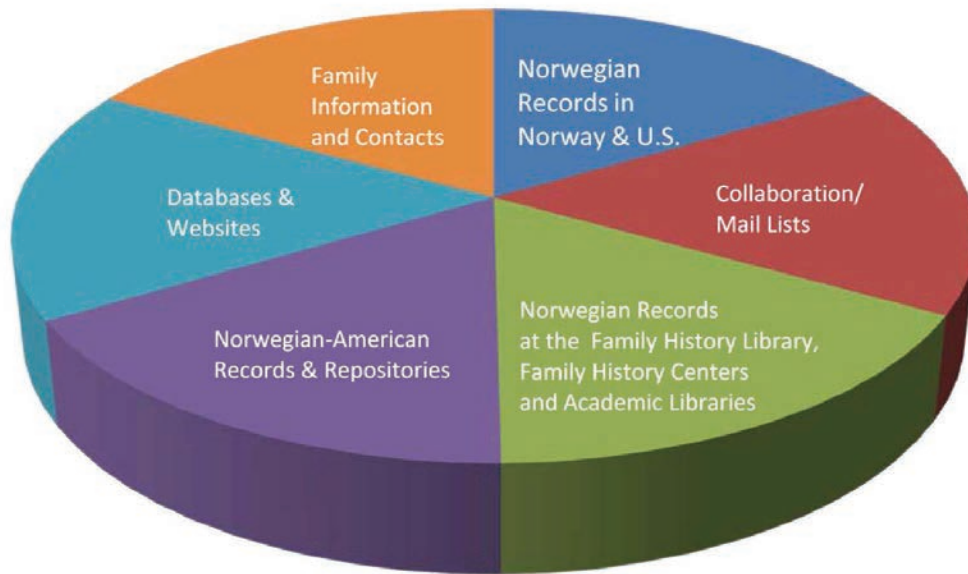 Family
Information
and Contacts
Norwegian
Records in
Norway & U.S.
Databases &
Websites
Collaboration/
Mail Lists
Norwegian-American
Records & Repositories
Norwegian Records
at the Family History Library,
Family History Centers
and Academic Libraries